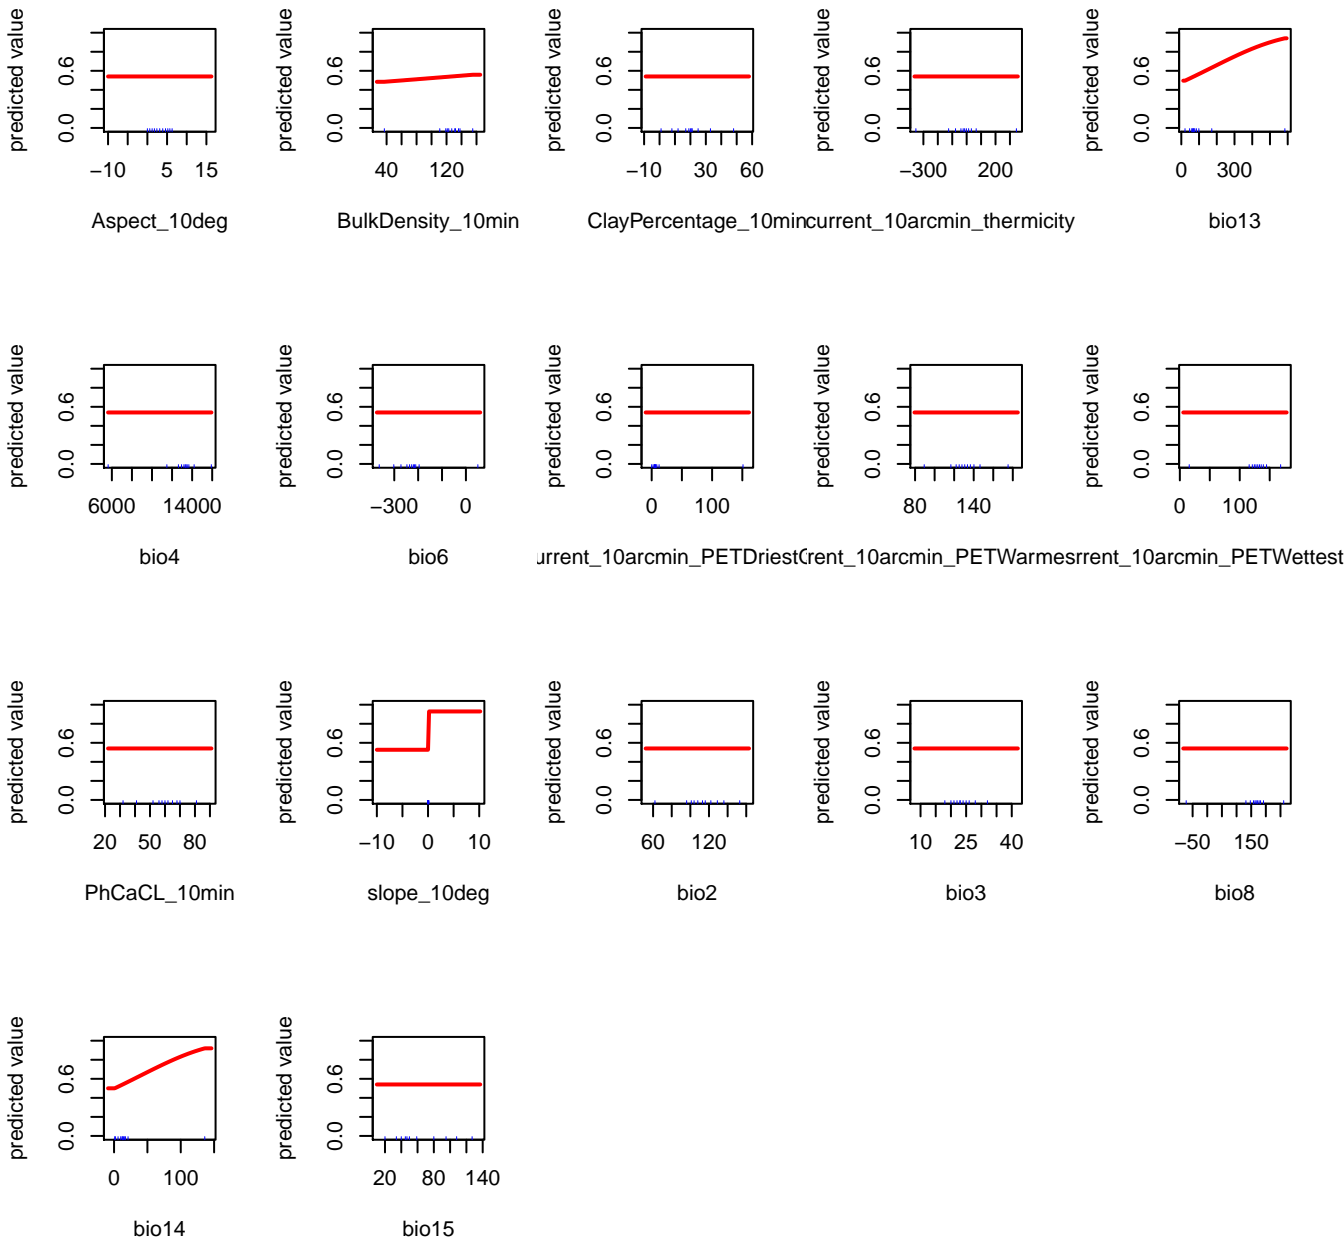 predicted value
0.0 0.6
−10 5 15
Aspect_10deg
predicted value
0.0 0.6
40 120
BulkDensity_10min
predicted value
0.0 0.6
−10 30 60
ClayPercentage_10min
predicted value
0.0 0.6
−300 200
current_10arcmin_thermicity
predicted value
0.0 0.6
0 300
bio13
predicted value
0.0 0.6
6000 14000
bio4
predicted value
0.0 0.6
−300 0
bio6
predicted value
0.0 0.6
0 100
urrent_10arcmin_PETDriest
predicted value
0.0 0.6
80 140
rent_10arcmin_PETWarmes
predicted value
0.0 0.6
0 100
rrent_10arcmin_PETWettest
predicted value
0.0 0.6
20 50 80
PhCaCL_10min
predicted value
0.0 0.6
−10 0 10
slope_10deg
predicted value
0.0 0.6
60 120
bio2
predicted value
0.0 0.6
10 25 40
bio3
predicted value
0.0 0.6
−50 150
bio8
predicted value
0.0 0.6
0 100
bio14
predicted value
0.0 0.6
20 80 140
bio15